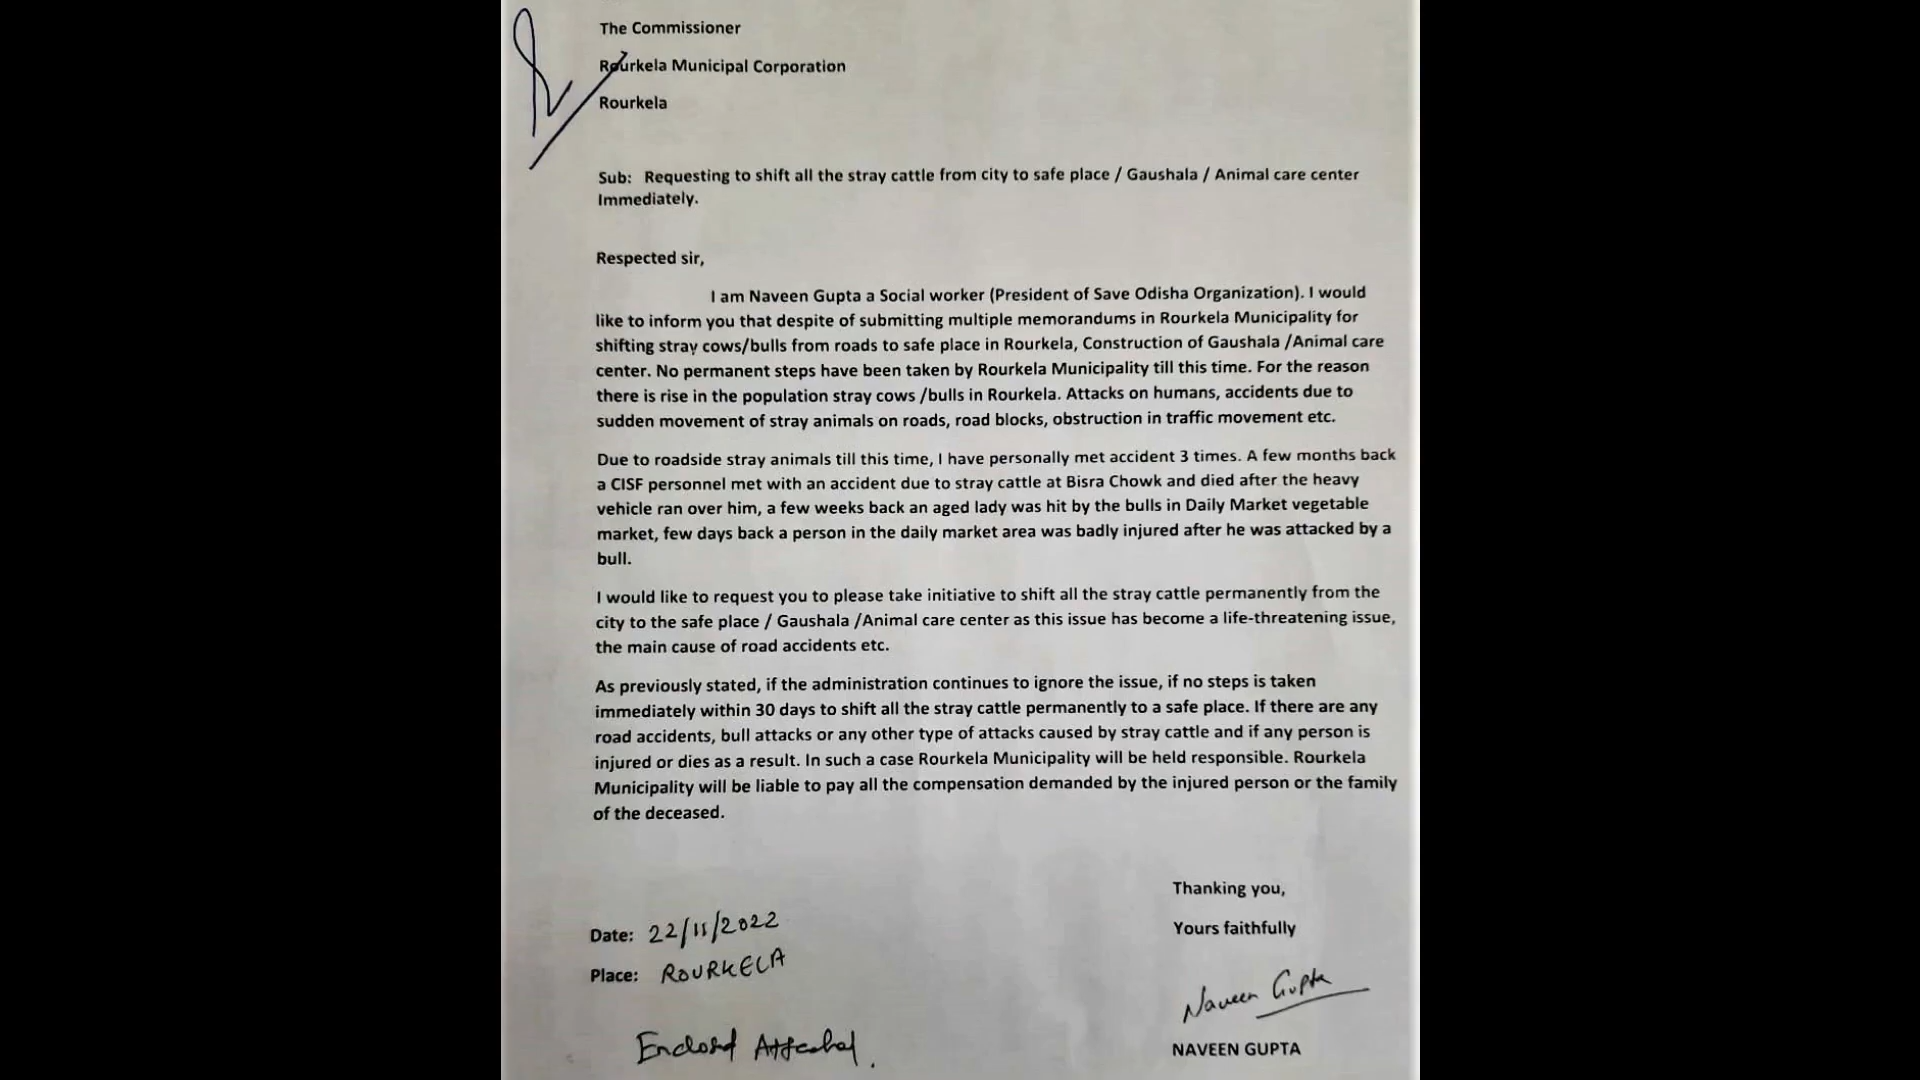 The Commissioner
Rourkela Municipal Corporation
Rourkela
Sub: Requesting to shift all the stray cattle from city to safe place / Gaushala / Animal care center
Immediately.
Respected sir,
I am Naveen Gupta a Social worker (President of Save Odisha Organization). I would
like to inform you that despite of submitting multiple memorandums in Rourkela Municipality for
shifting stray cows/bulls from roads to safe place in Rourkela, Construction of Gaushala /Animal care
center. No permanent steps have been taken by Rourkela Municipality till this time. For the reason
there is rise in the population stray cows /bulls in Rourkela. Attacks on humans, accidents due to
sudden movement of stray animals on roads, road blocks, obstruction in traffic movement etc.
Due to roadside stray animals till this time, I have personally met accident 3 times. A few months back
a CISF personnel met with an accident due to stray cattle at Bisra Chowk and died after the heavy
vehicle ran over him, a few weeks back an aged lady was hit by the bulls in Daily Market vegetable
market, few days back a person in the daily market area was badly injured after he was attacked by a
bull.
I would like to request you to please take initiative to shift all the stray cattle permanently from the
city to the safe place / Gaushala /Animal care center as this issue has become a life-threatening issue,
the main cause of road accidents etc.
As previously stated, if the administration continues to ignore the issue, if no steps is taken
immediately within 30 days to shift all the stray cattle permanently to a safe place. If there are any
road accidents, bull attacks or any other type of attacks caused by stray cattle and if any person is
injured or dies as a result. In such a case Rourkela Municipality will be held responsible. Rourkela
Municipality will be liable to pay all the compensation demanded by the injured person or the family
of the deceased.
Thanking you,
Date: 22/11/2022
Yours faithfully
Place: ROURKELA
Naveen Gupta
Enclosed
NAVEEN GUPTA